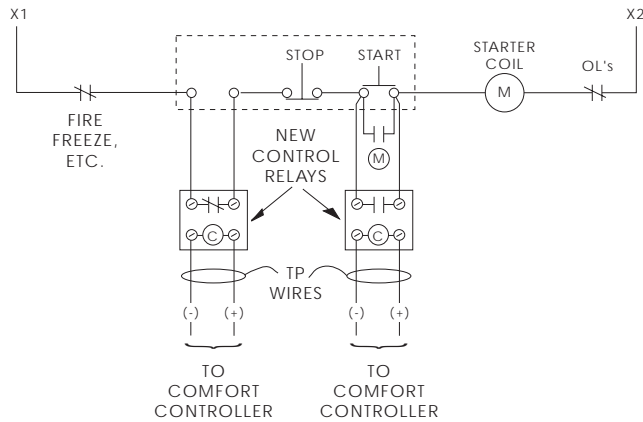 X1
X2
STOP
START
STARTER
COIL
M
OL's
FIRE
FREEZE,
ETC.
NEW
CONTROL
RELAYS
M
C
C
TP
WIRES
(-)
(+)
(-)
(+)
TO
COMFORT
CONTROLLER
TO
COMFORT
CONTROLLER